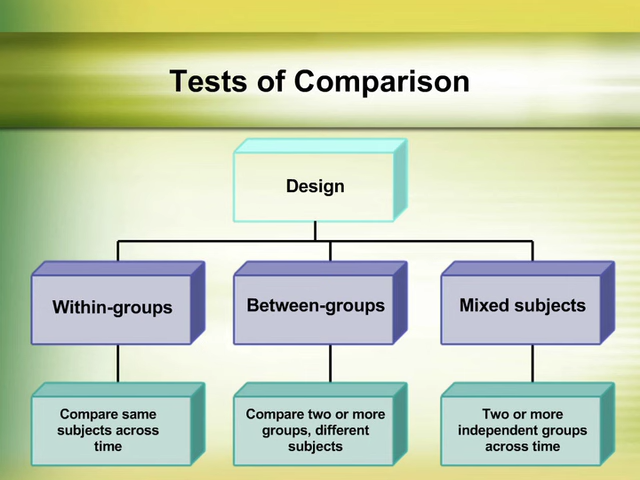 Tests of Comparison
Design
Within-groups
Between-groups
Mixed subjects
Compare same
subjects across
time
Compare two or more
groups, different
subjects
Two or more
independent groups
across time